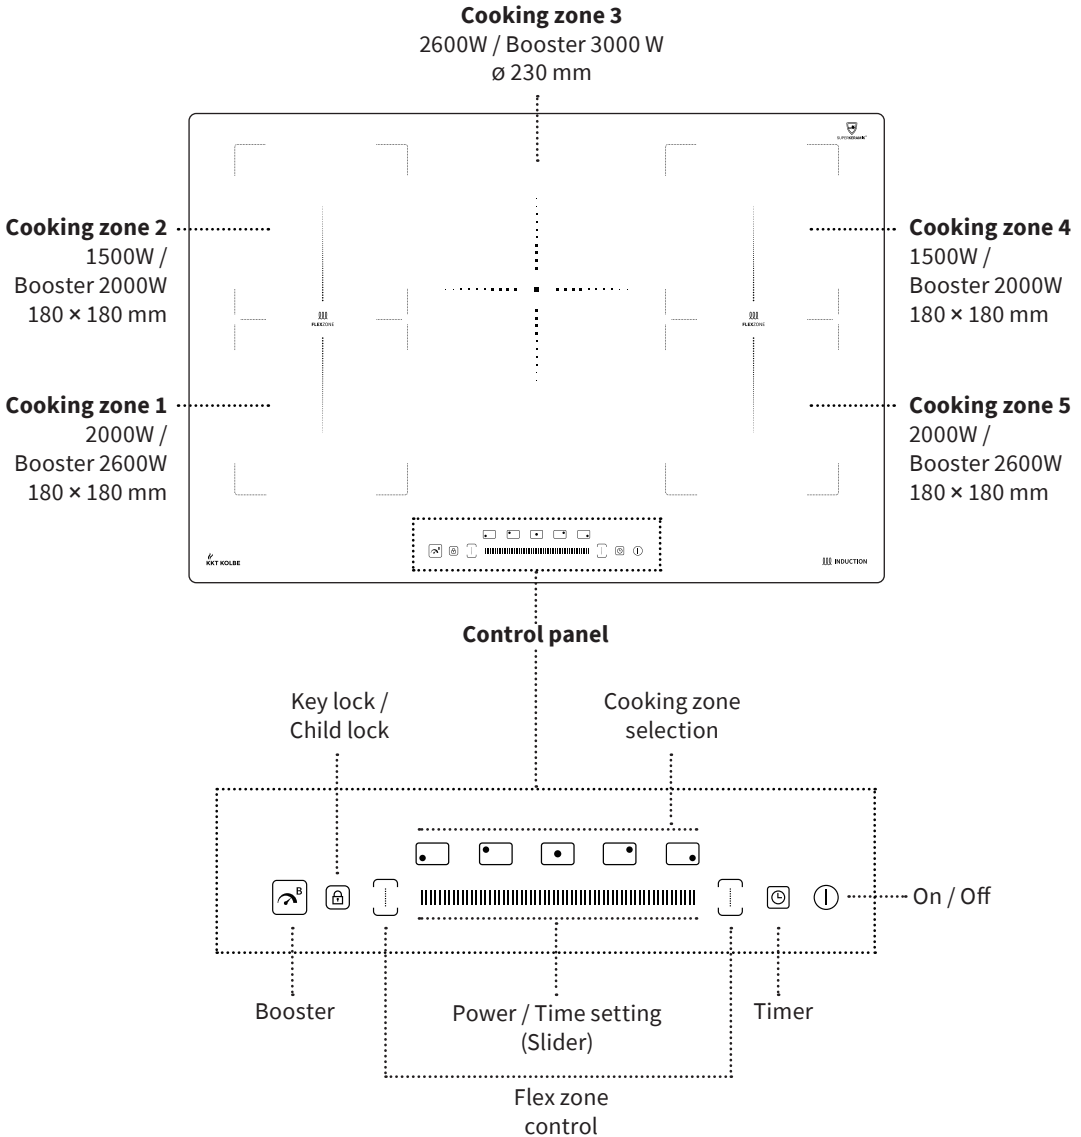 Cooking zone 3
2600W / Booster 3000 W
ø 230 mm
SUPERKERAMIK
Cooking zone 2
1500W /
Booster 2000W
180 × 180 mm
Cooking zone 4
1500W /
Booster 2000W
180 × 180 mm
FLEXZONE
FLEXZONE
Cooking zone 1
2000W /
Booster 2600W
180 × 180 mm
Cooking zone 5
2000W /
Booster 2600W
180 × 180 mm
KKT KOLBE
INDUCTION
Control panel
Key lock /
Child lock
Cooking zone
selection
B
On / Off
Booster
Power / Time setting
(Slider)
Timer
Flex zone
control